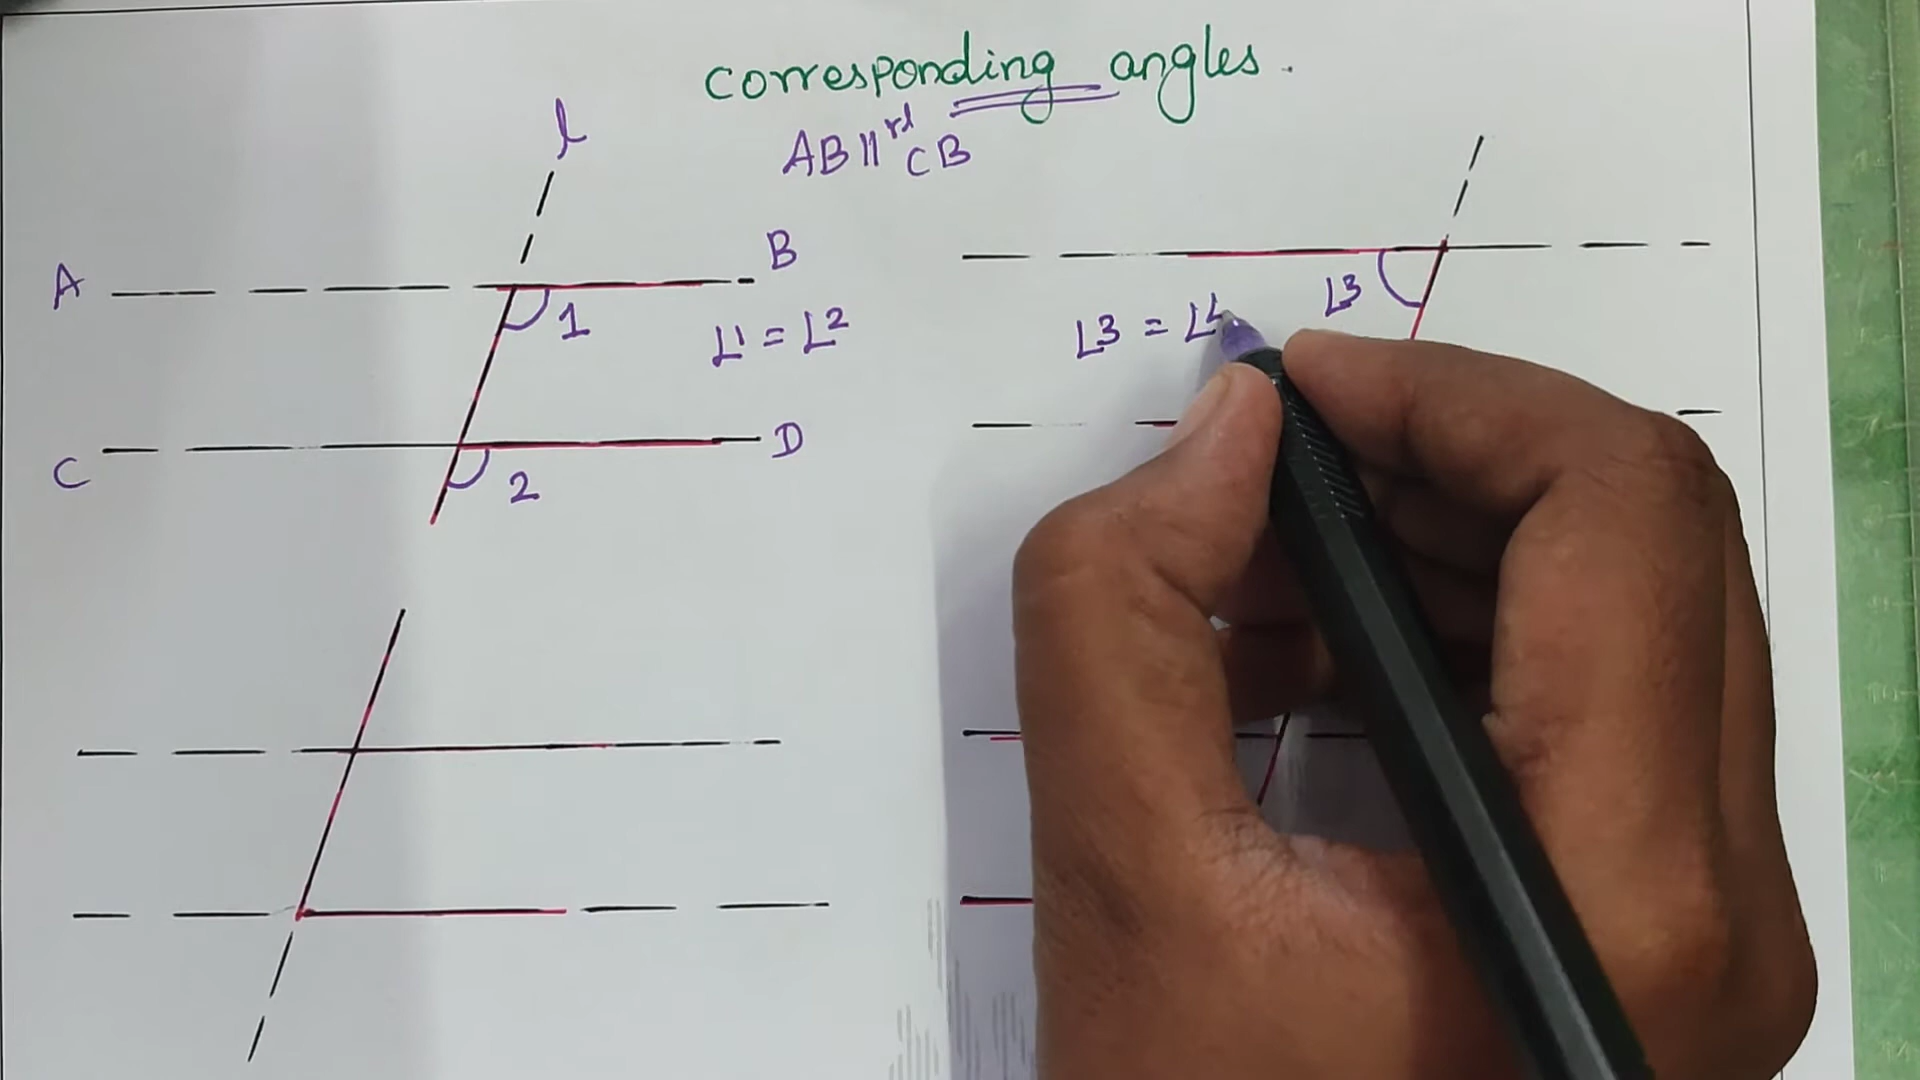 corresponding angles.
l
AB ||rl CB
A
B
1
∠1 = ∠2
C
D
2
∠3
∠3 = ∠4